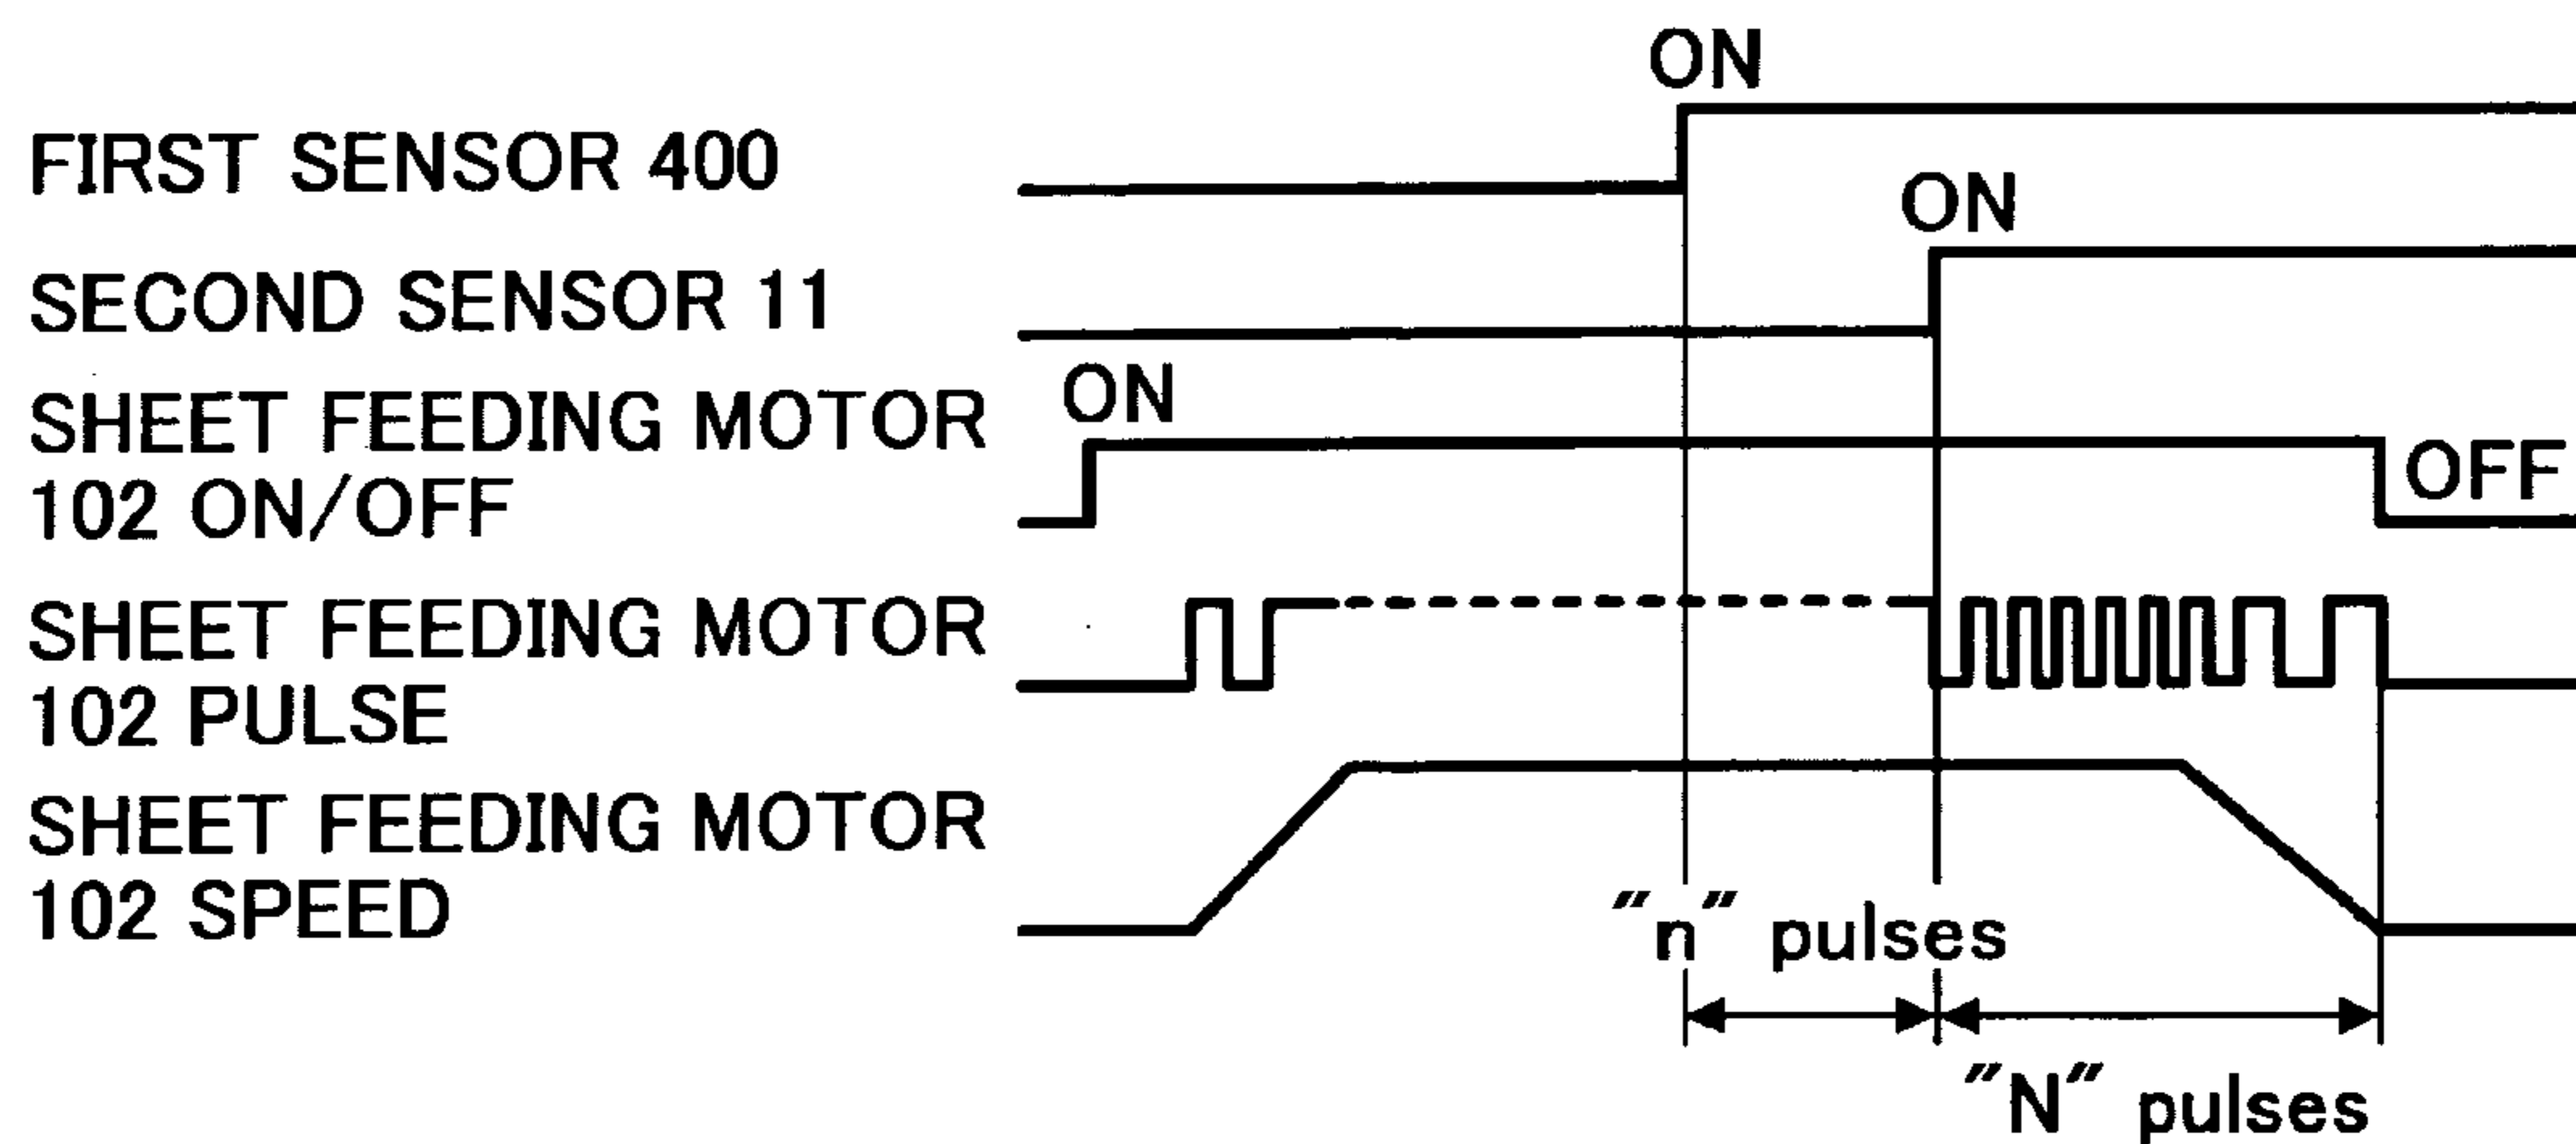 ON
FIRST SENSOR 400
ON
SECOND SENSOR 11
ON
SHEET FEEDING MOTOR
102 ON/OFF
OFF
SHEET FEEDING MOTOR
102 PULSE
SHEET FEEDING MOTOR
102 SPEED
"n" pulses
"N" pulses